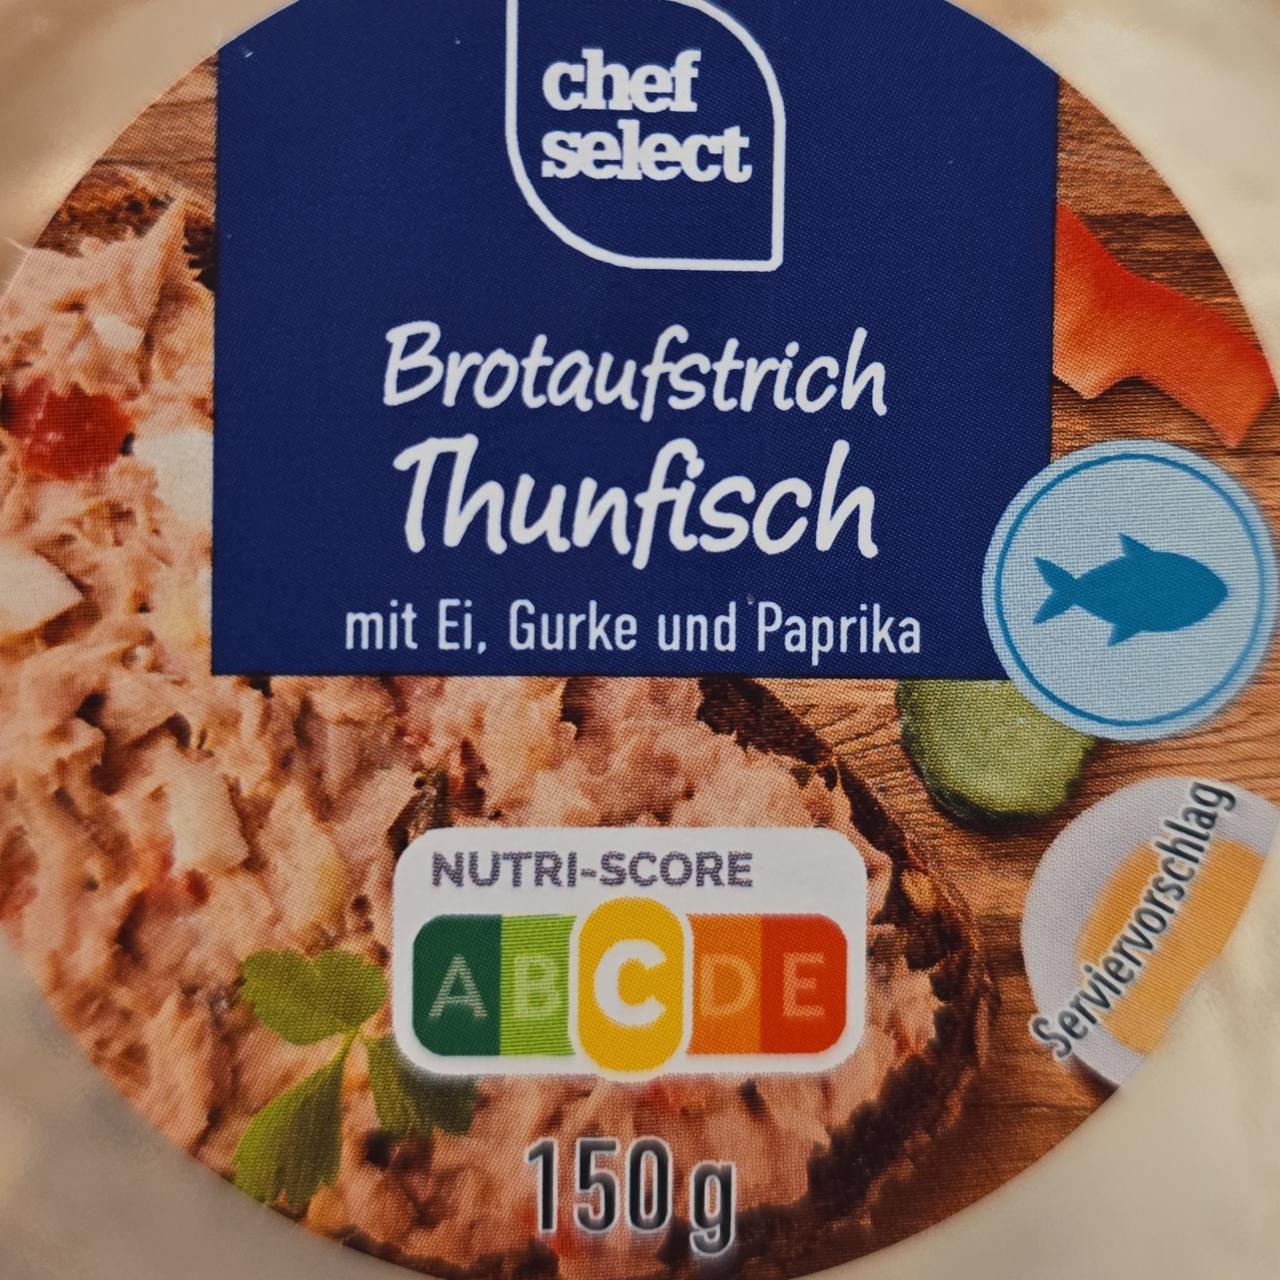 chef
select
Brotaufstrich
Thunfisch
mit Ei, Gurke und Paprika
NUTRI-SCORE
A B C D E
Serviervorschlag
150 g